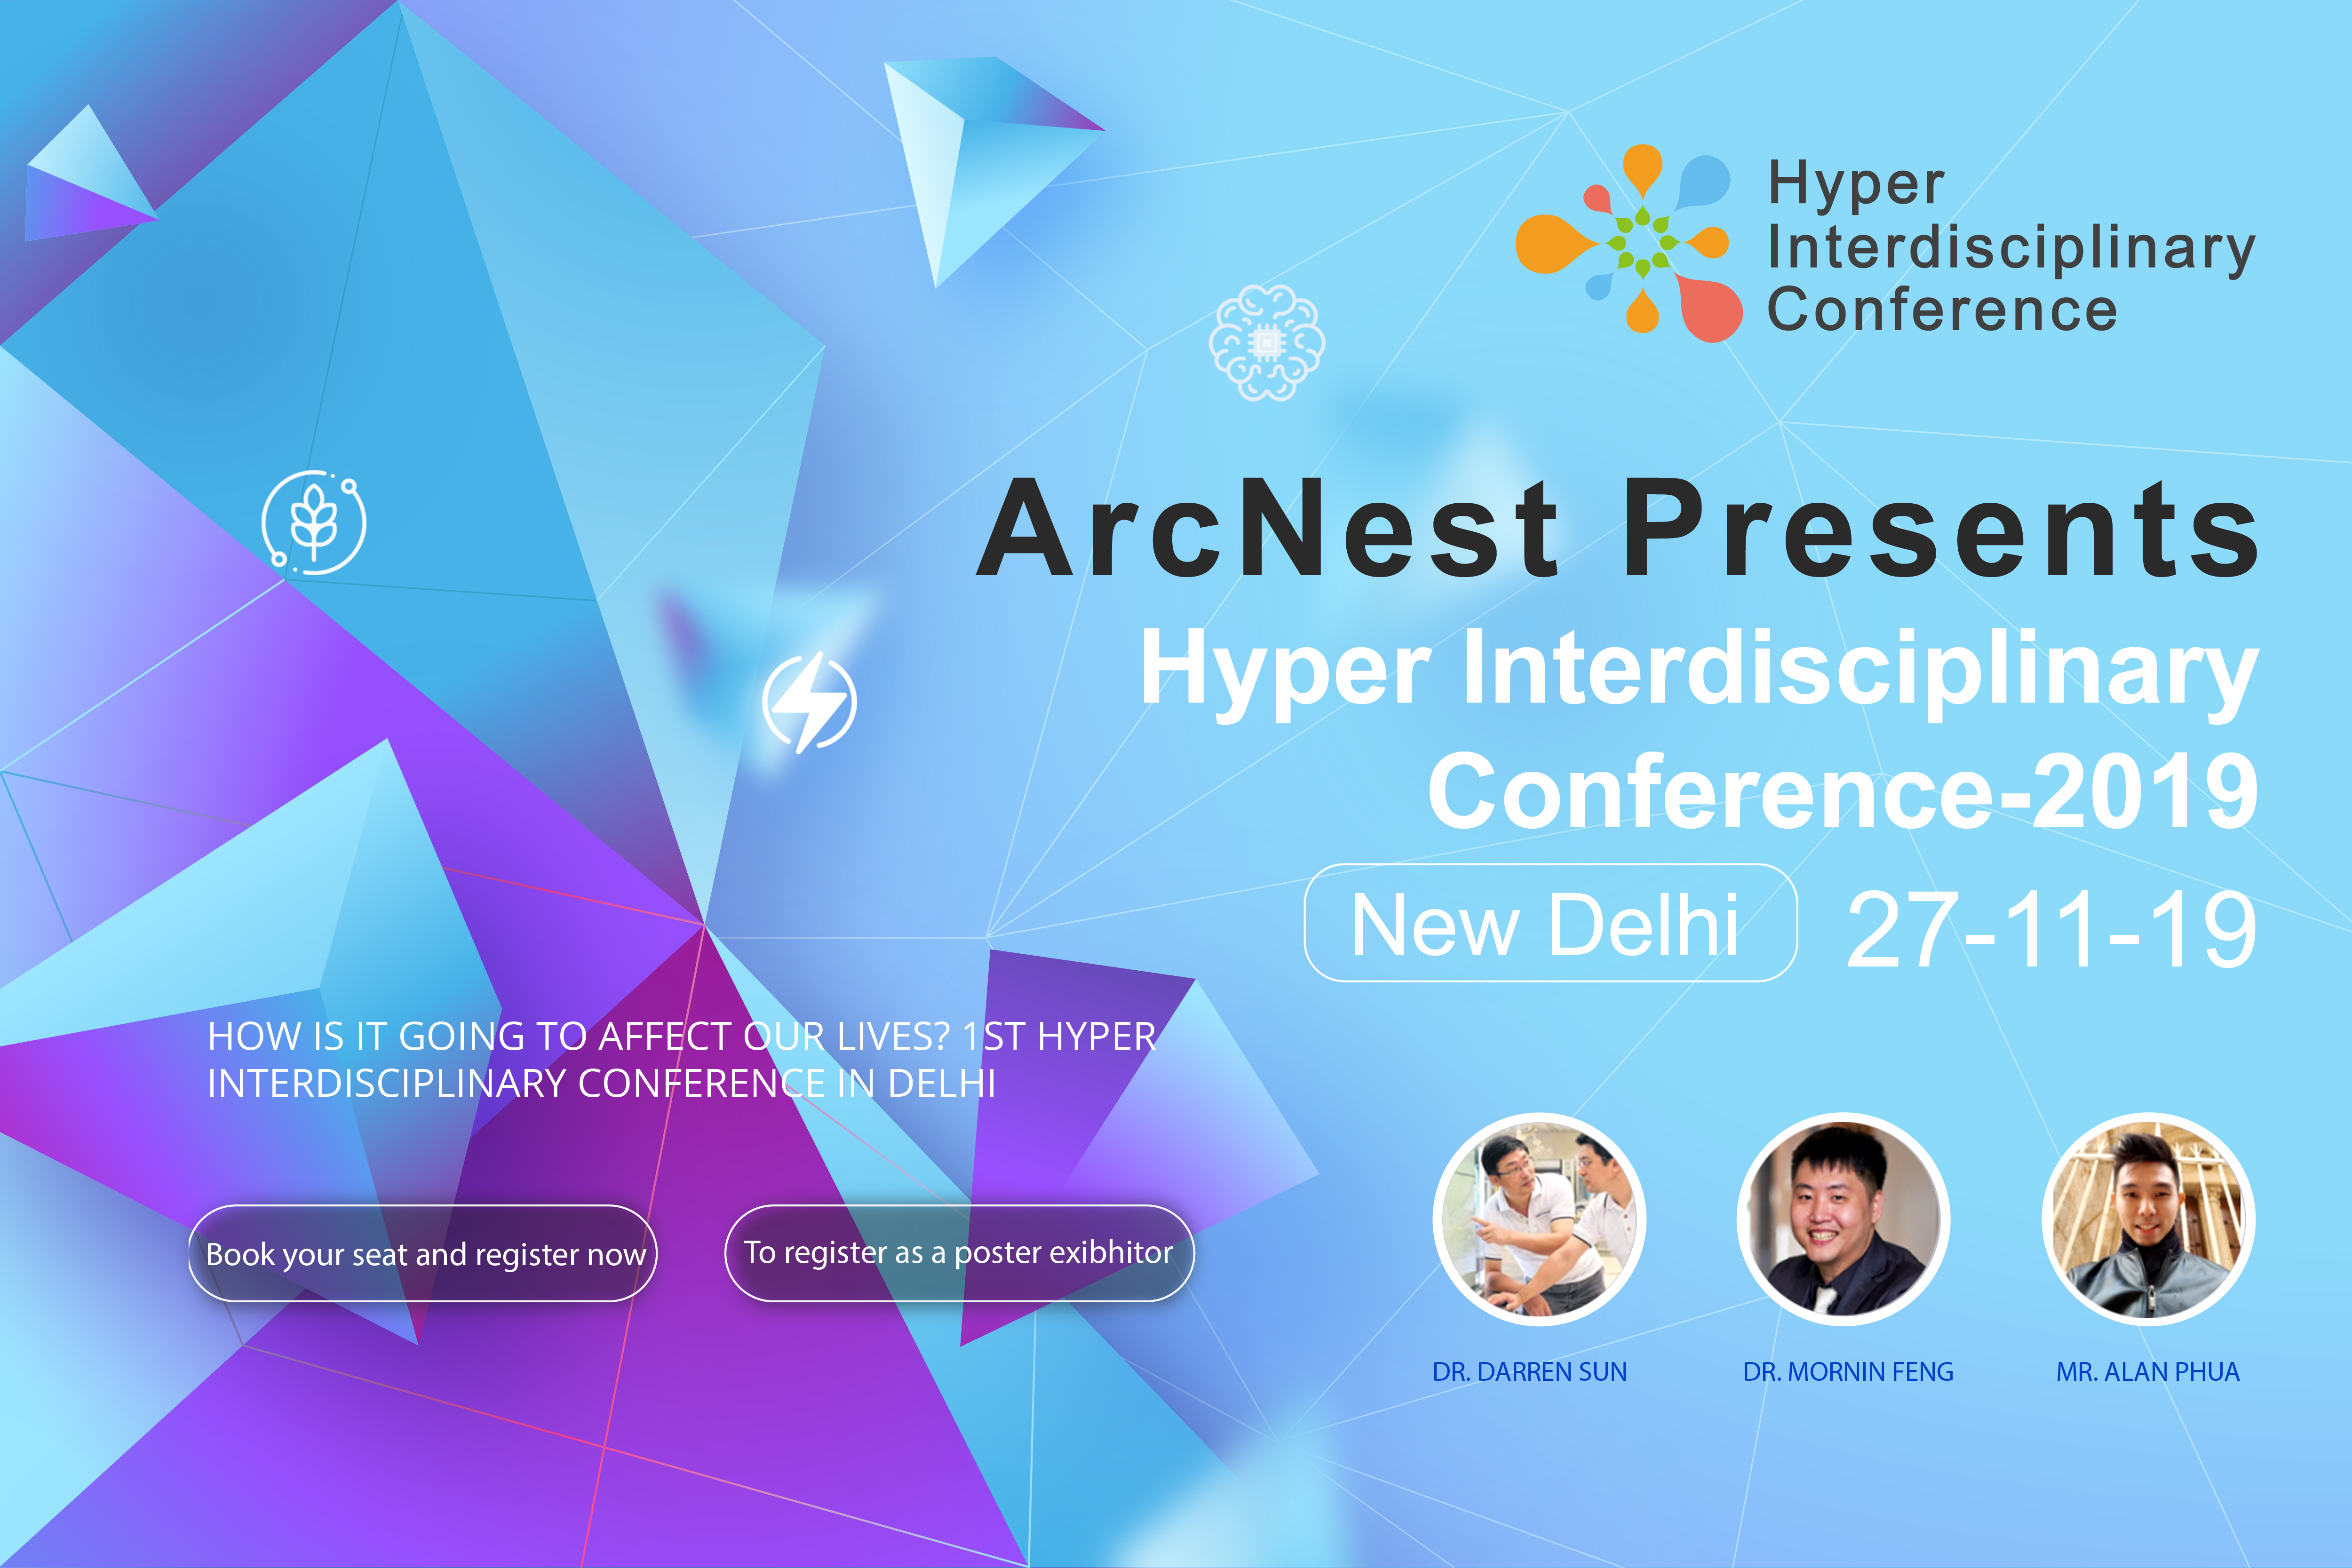 Hyper
Interdisciplinary
Conference
ArcNest Presents
Hyper Interdisciplinary
Conference-2019
New Delhi 27-11-19
HOW IS IT GOING TO AFFECT OUR LIVES? 1ST HYPER
INTERDISCIPLINARY CONFERENCE IN DELHI
Book your seat and register now
To register as a poster exibhitor
DR. DARREN SUN
DR. MORNIN FENG
MR. ALAN PHUA